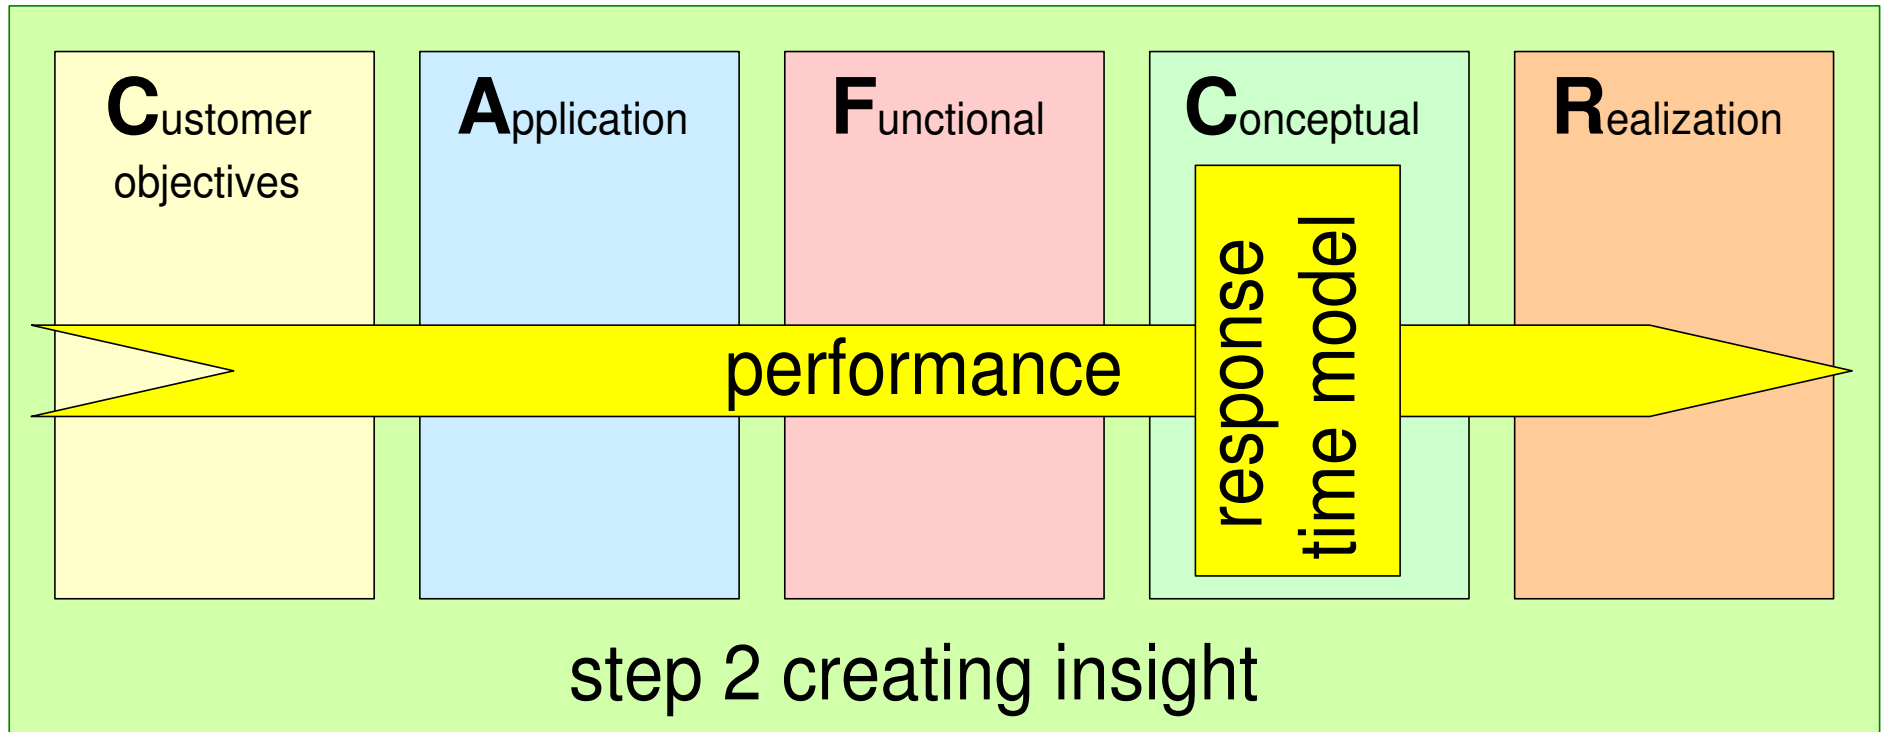 Customer
objectives
Application
Functional
Conceptual
Realization
performance
response
time model
step 2 creating insight